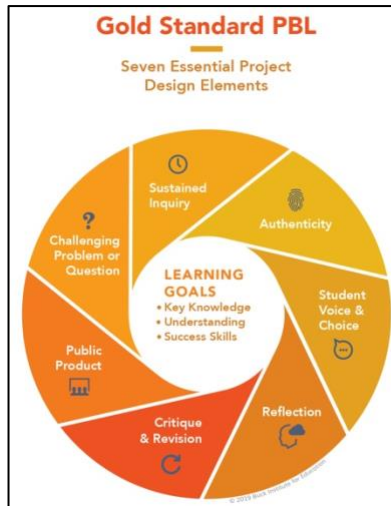 Gold Standard PBL
Seven Essential Project
Design Elements
?
Challenging
Problem or
Question
Sustained
Inquiry
Authenticity
Student
Voice &
Choice
Reflection
Critique
& Revision
Public
Product
LEARNING
GOALS
• Key Knowledge
• Understanding
• Success Skills
© 2019 Buck Institute for Education